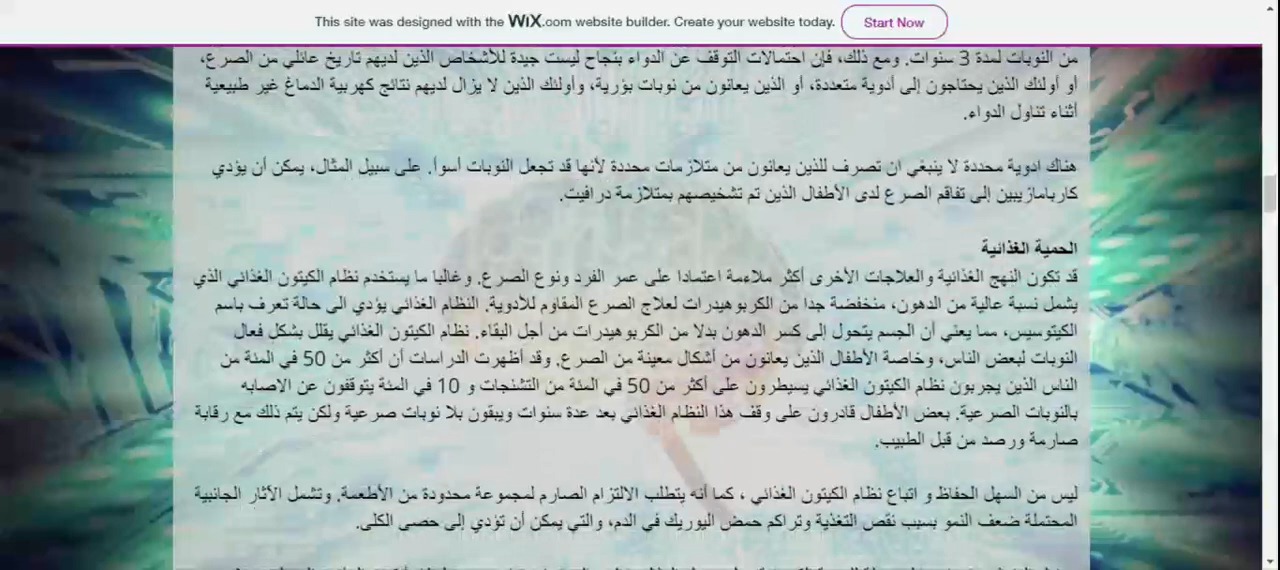 This site was designed with the WiX.com website builder. Create your website today.
Start Now
من النوبات لمدة 3 سنوات. ومع ذلك، فإن احتمالات التوقف عن الدواء بنجاح ليست جيدة للأشخاص الذين لديهم تاريخ عائلي من الصرع،
أو أولئك الذين يحتاجون إلى أدوية متعددة، أو الذين يعانون من نوبات بؤرية، وأولئك الذين لا يزال لديهم نتائج كهربية الدماغ غير طبيعية
أثناء تناول الدواء.
هناك ادوية محددة لا ينبغي ان تصرف للذين يعانون من متلازمات محددة لأنها قد تجعل النوبات أسوأ. على سبيل المثال، يمكن أن يؤدي
كاربامازيبين إلى تفاقم الصرع لدى الأطفال الذين تم تشخيصهم بمتلازمة درافيت.
الحمية الغذائية
قد تكون النهج الغذائية والعلاجات الأخرى أكثر ملاءمة اعتمادا على عمر الفرد ونوع الصرع. وغالبا ما يستخدم نظام الكيتون الغذائي الذي
يشمل نسبة عالية من الدهون، منخفضة جدا من الكربوهيدرات لعلاج الصرع المقاوم للأدوية. النظام الغذائي يؤدي الى حالة تعرف باسم
الكيتوسيس، مما يعني أن الجسم يتحول إلى كسر الدهون بدلا من الكربوهيدرات من أجل البقاء. نظام الكيتون الغذائي يقلل بشكل فعال
النوبات لبعض الناس، وخاصة الأطفال الذين يعانون من أشكال معينة من الصرع. وقد أظهرت الدراسات أن أكثر من 50 في المئة من
الناس الذين يجربون نظام الكيتون الغذائي يسيطرون على أكثر من 50 في المئة من التشنجات و 10 في المئة يتوقفون عن الاصابه
بالنوبات الصرعية. بعض الأطفال قادرون على وقف هذا النظام الغذائي بعد عدة سنوات ويبقون بلا نوبات صرعية ولكن يتم ذلك مع رقابة
صارمة ورصد من قبل الطبيب.
ليس من السهل الحفاظ و اتباع نظام الكيتون الغذائي ، كما أنه يتطلب الالتزام الصارم لمجموعة محدودة من الأطعمة. وتشمل الآثار الجانبية
المحتملة ضعف النمو بسبب نقص التغذية وتراكم حمض اليوريك في الدم، والتي يمكن أن تؤدي إلى حصى الكلى.